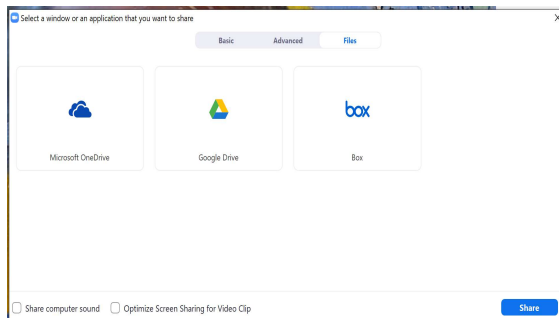 Select a window or an application that you want to share
Basic Advanced Files
box
Microsoft OneDrive Google Drive Box
Share computer sound Optimize Screen Sharing for Video Clip Share